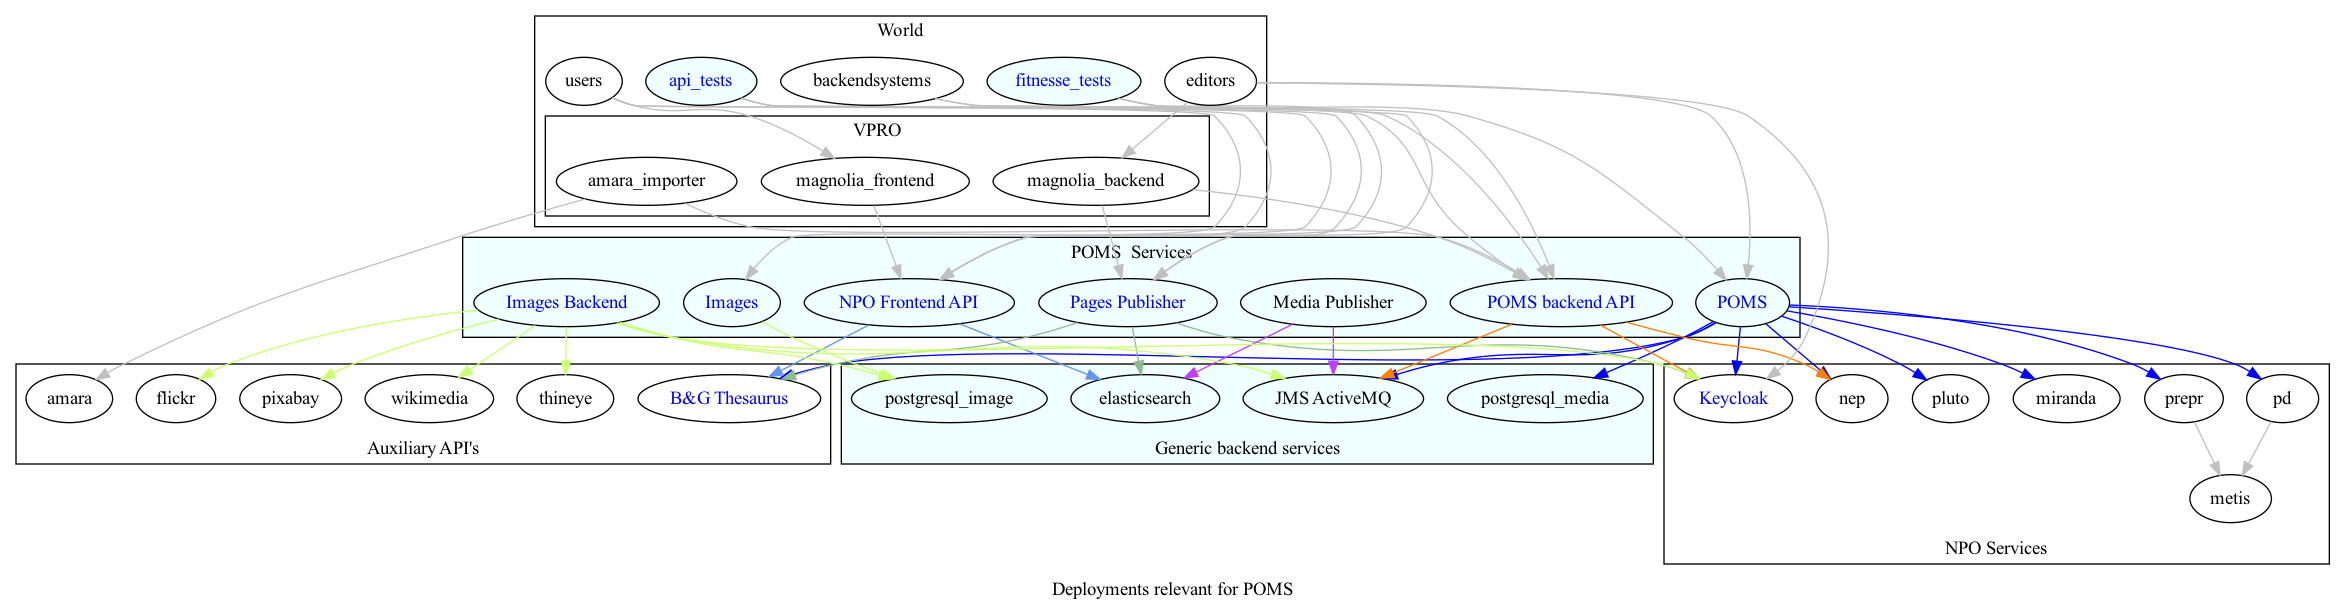 World
users
api_tests
backendsystems
fitnesse_tests
editors
VPRO
amara_importer
magnolia_frontend
magnolia_backend
POMS  Services
Images Backend
Images
NPO Frontend API
Pages Publisher
Media Publisher
POMS backend API
POMS
amara
flickr
pixabay
wikimedia
thineye
B&G Thesaurus
postgresql_image
elasticsearch
JMS ActiveMQ
postgresql_media
Keycloak
nep
pluto
miranda
prepr
pd
Auxiliary API's
Generic backend services
metis
NPO Services
Deployments relevant for POMS